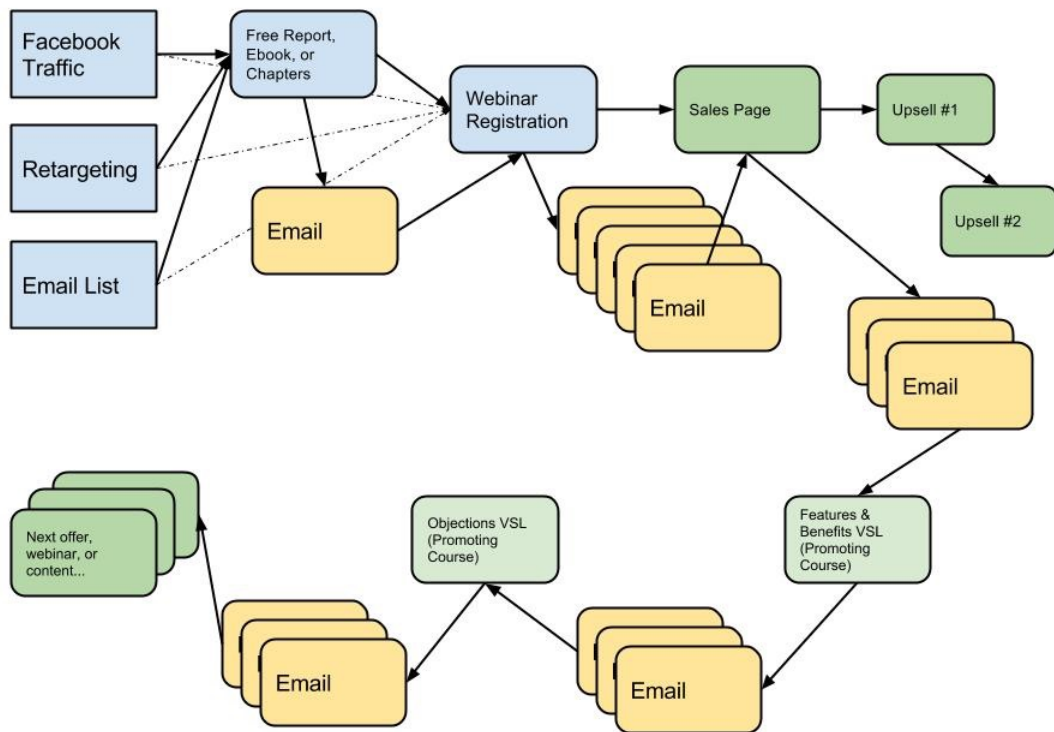 Facebook
Traffic
Free Report,
Ebook, or
Chapters
Webinar
Registration
Sales Page
Upsell #1
Retargeting
Email
Upsell #2
Email List
Email
Email
Next offer,
webinar, or
content...
Objections VSL
(Promoting
Course)
Features &
Benefits VSL
(Promoting
Course)
Email
Email